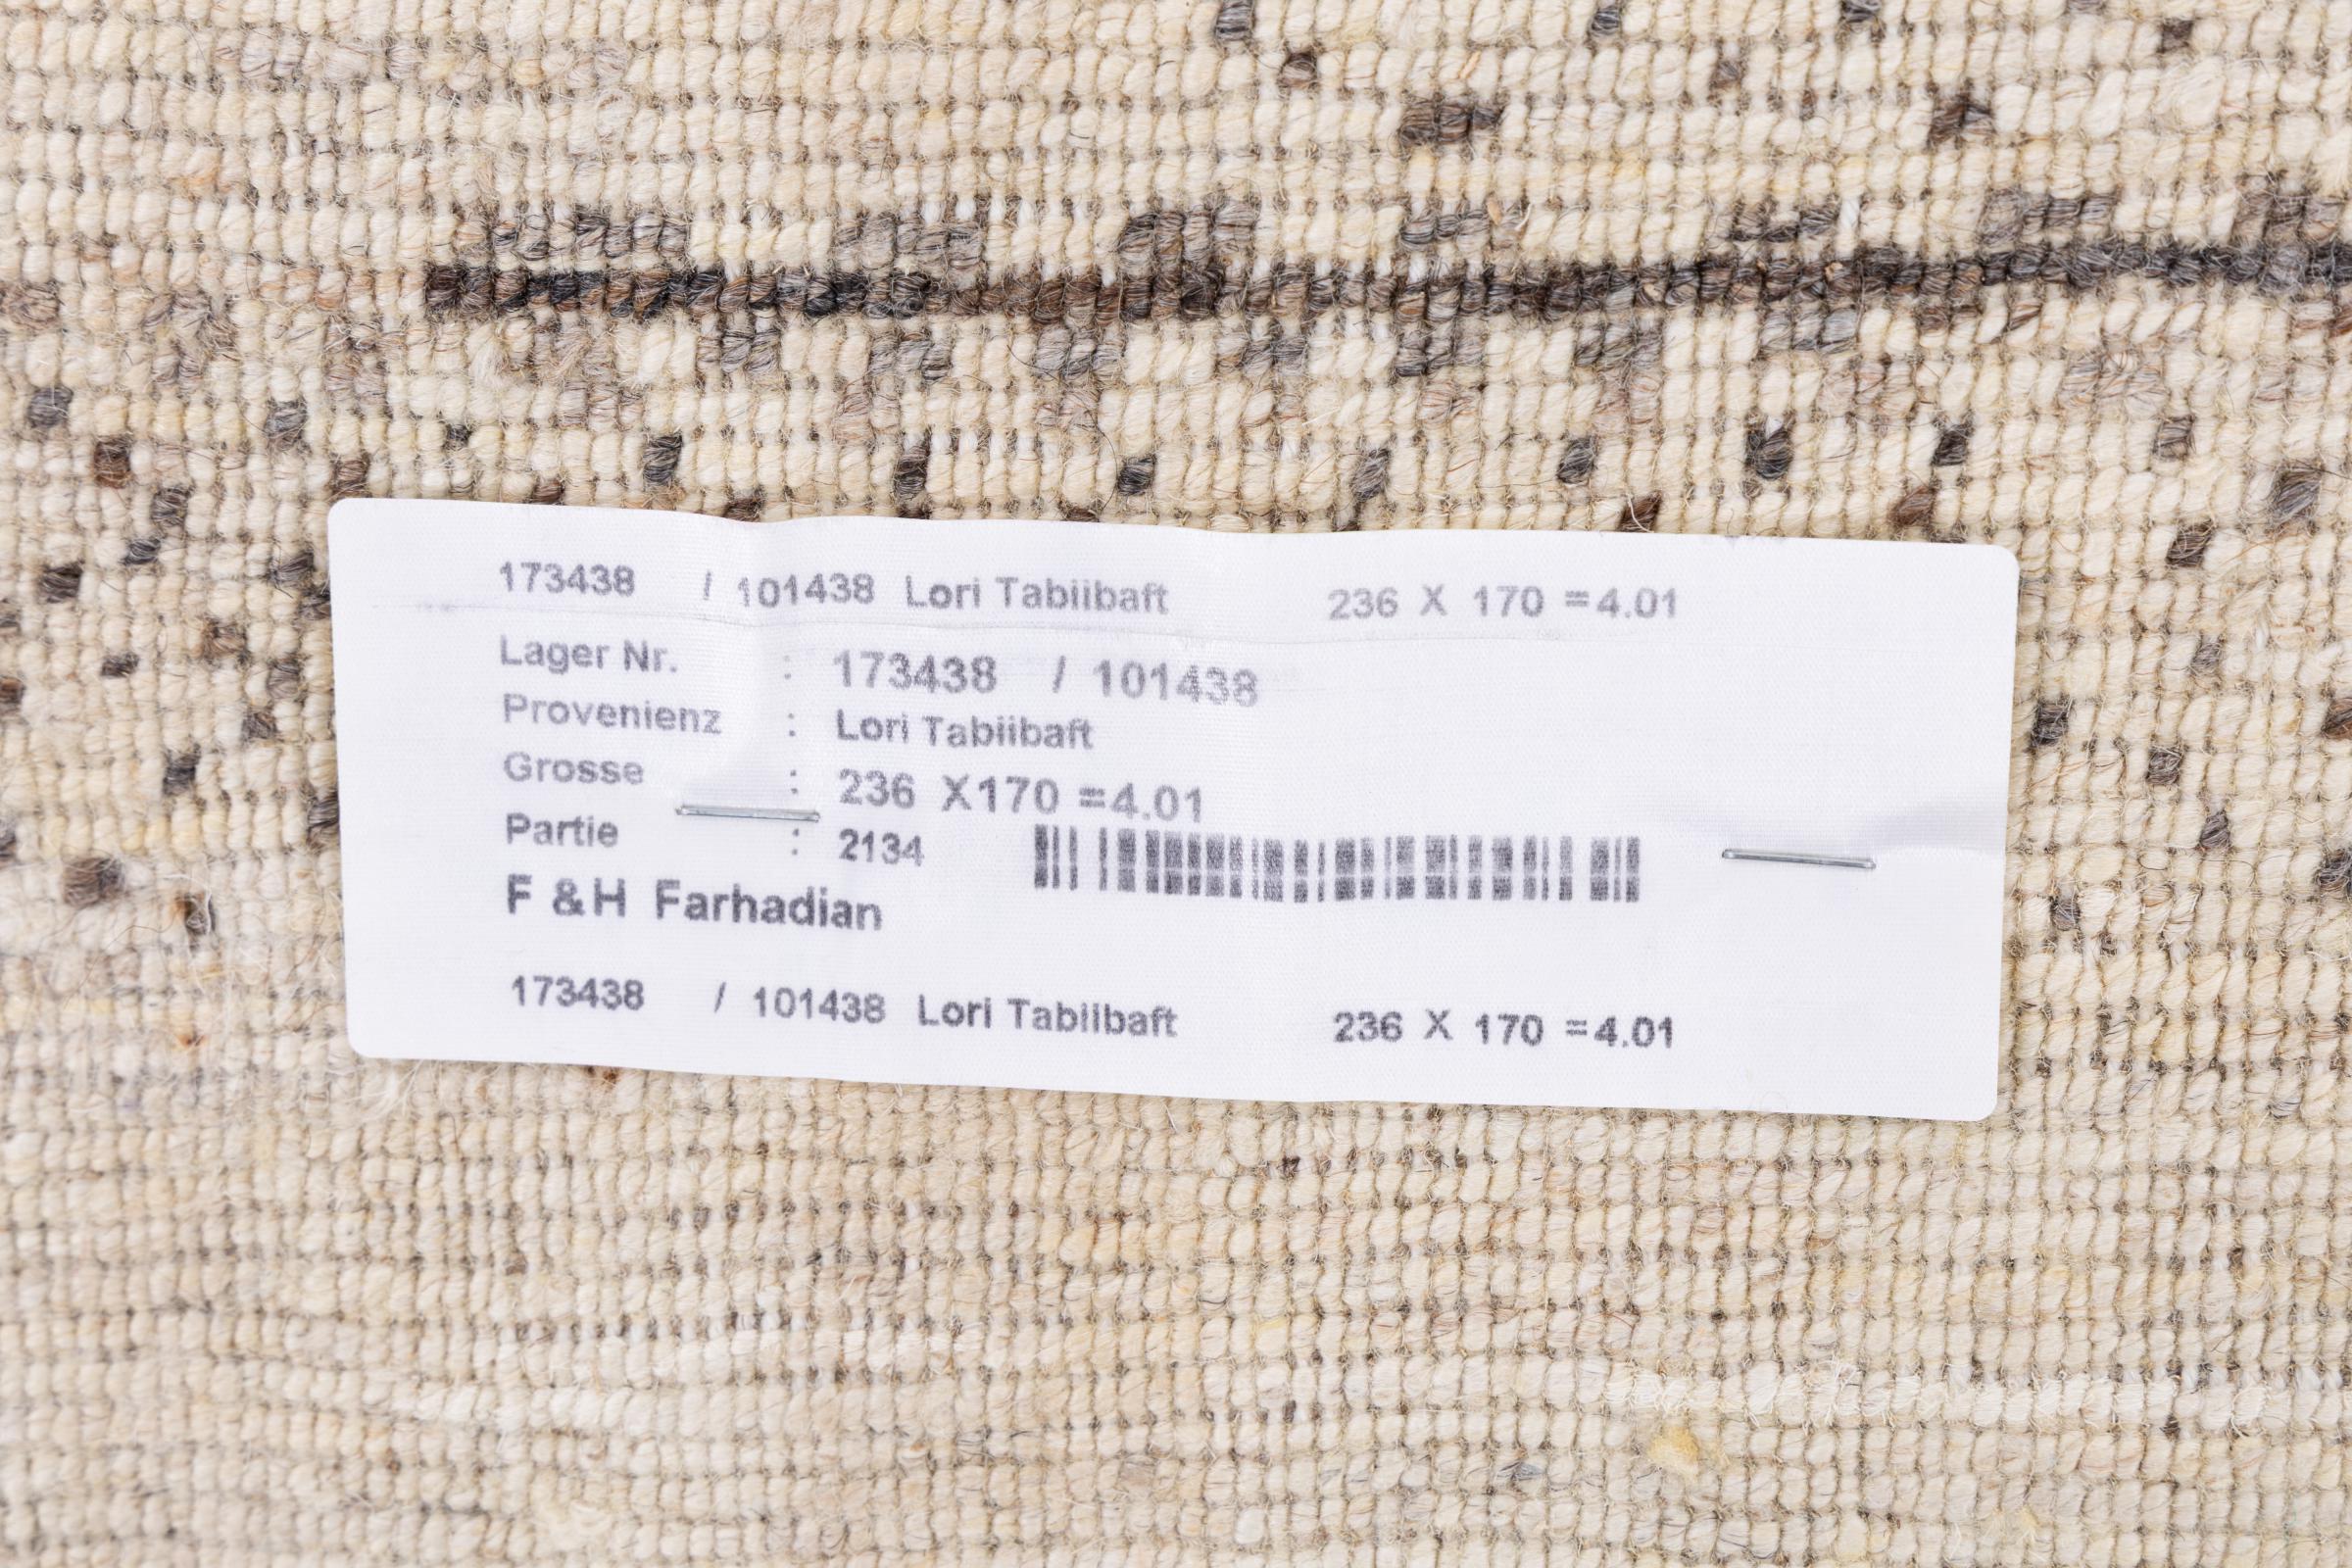 173438 / 101438 Lori Tabiibaft 236 X 170 =4.01
Lager Nr. : 173438 / 101438
Provenienz : Lori Tabiibaft
Grosse : 236 X170 =4.01
Partie : 2134
F &H Farhadian
173438 / 101438 Lori Tabiibaft 236 X 170 =4.01